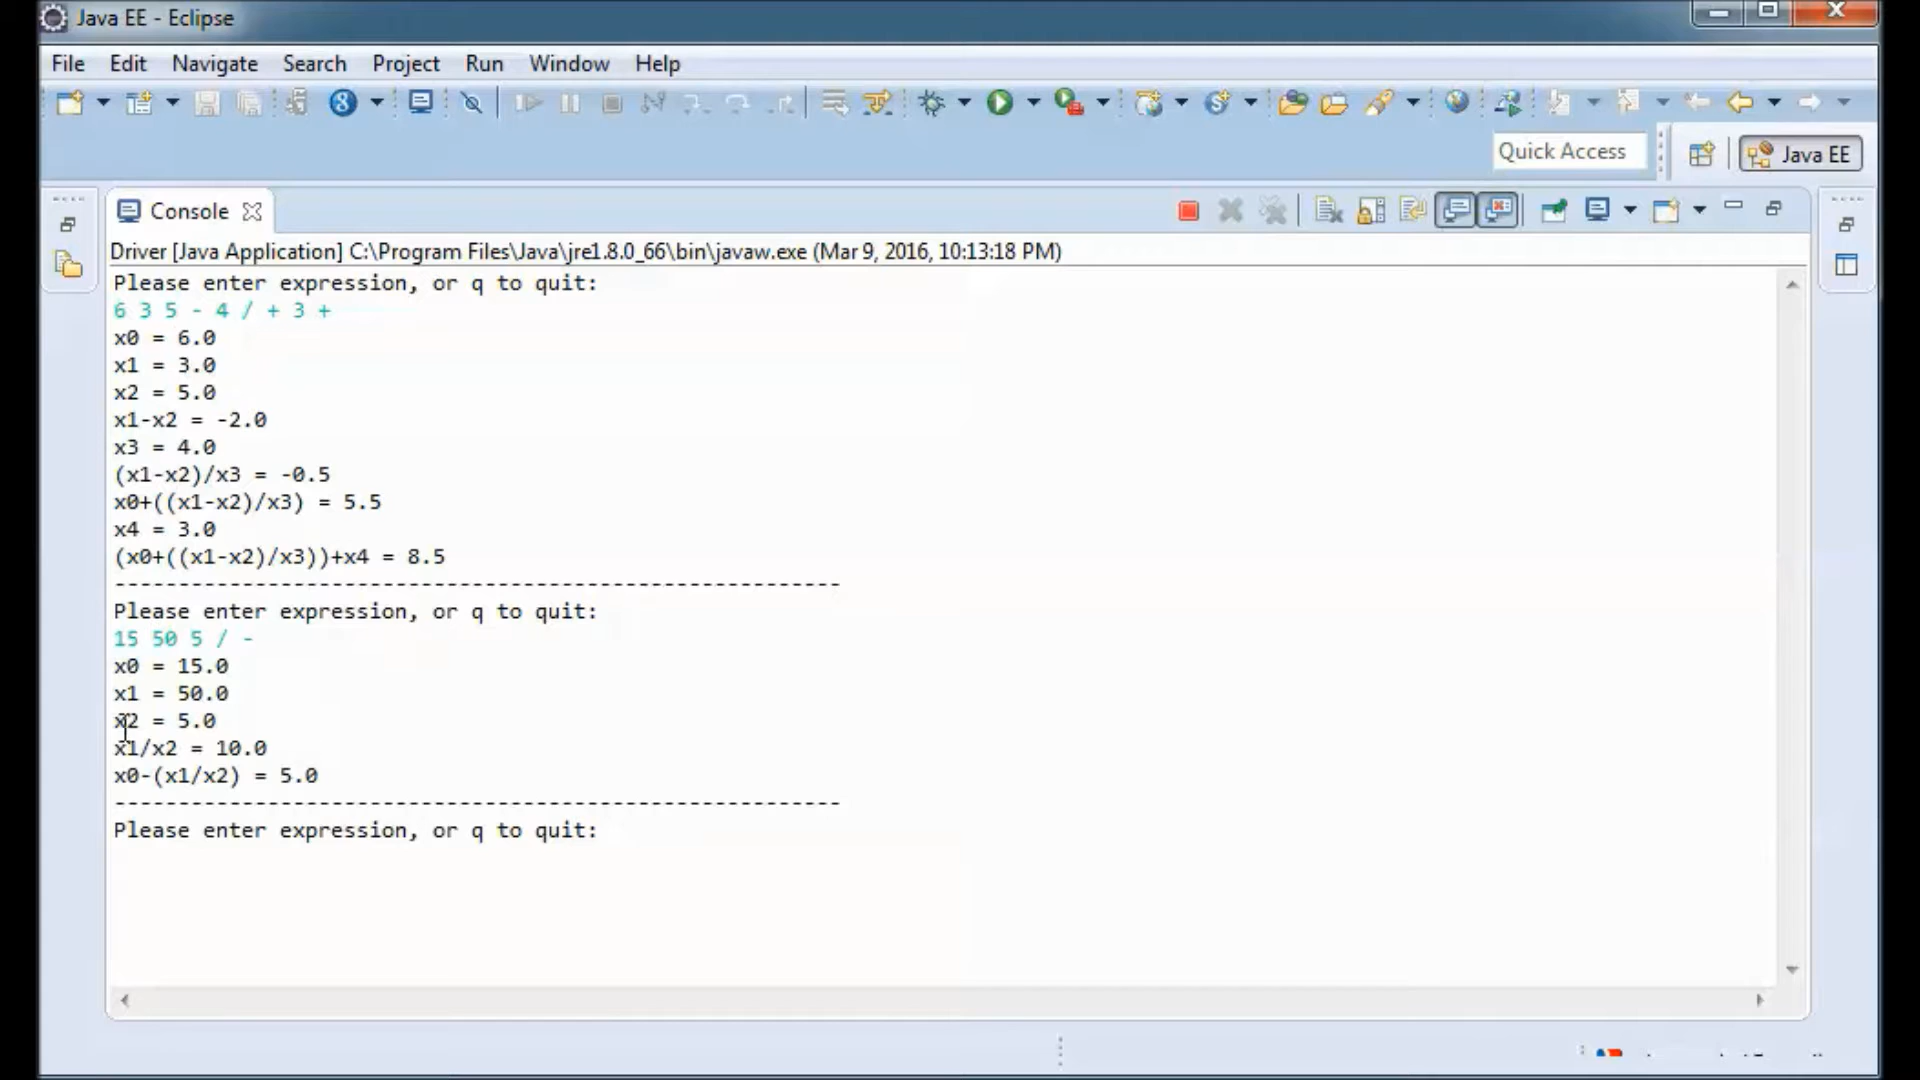 Java EE - Eclipse
File Edit Navigate Search Project Run Window Help
Quick Access
Java EE
Console
Driver [Java Application] C:\Program Files\Java\jre1.8.0_66\bin\javaw.exe (Mar 9, 2016, 10:13:18 PM)
Please enter expression, or q to quit:
6 3 5 - 4 / + 3 +
x0 = 6.0
x1 = 3.0
x2 = 5.0
x1-x2 = -2.0
x3 = 4.0
(x1-x2)/x3 = -0.5
x0+((x1-x2)/x3) = 5.5
x4 = 3.0
(x0+((x1-x2)/x3))+x4 = 8.5
---------------------------------------------------------
Please enter expression, or q to quit:
15 50 5 / -
x0 = 15.0
x1 = 50.0
x2 = 5.0
x1/x2 = 10.0
x0-(x1/x2) = 5.0
---------------------------------------------------------
Please enter expression, or q to quit: